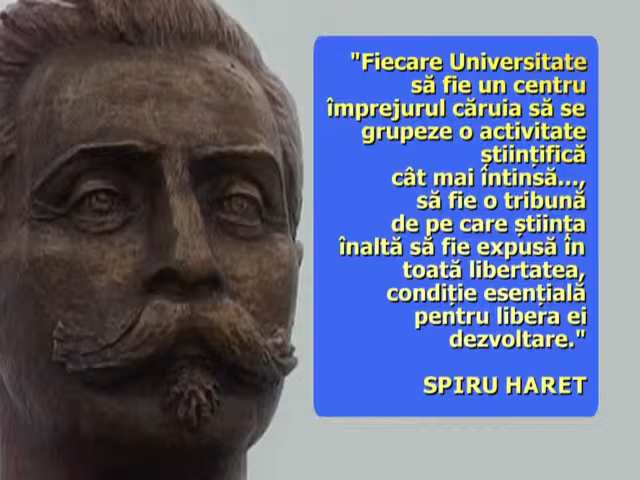 "Fiecare Universitate
să fie un centru
împrejurul căruia să se
grupeze o activitate
științifică
cât mai întinsă...,
să fie o tribună
de pe care știința
înaltă să fie expusă în
toată libertatea,
condiție esențială
pentru libera ei
dezvoltare."
SPIRU HARET